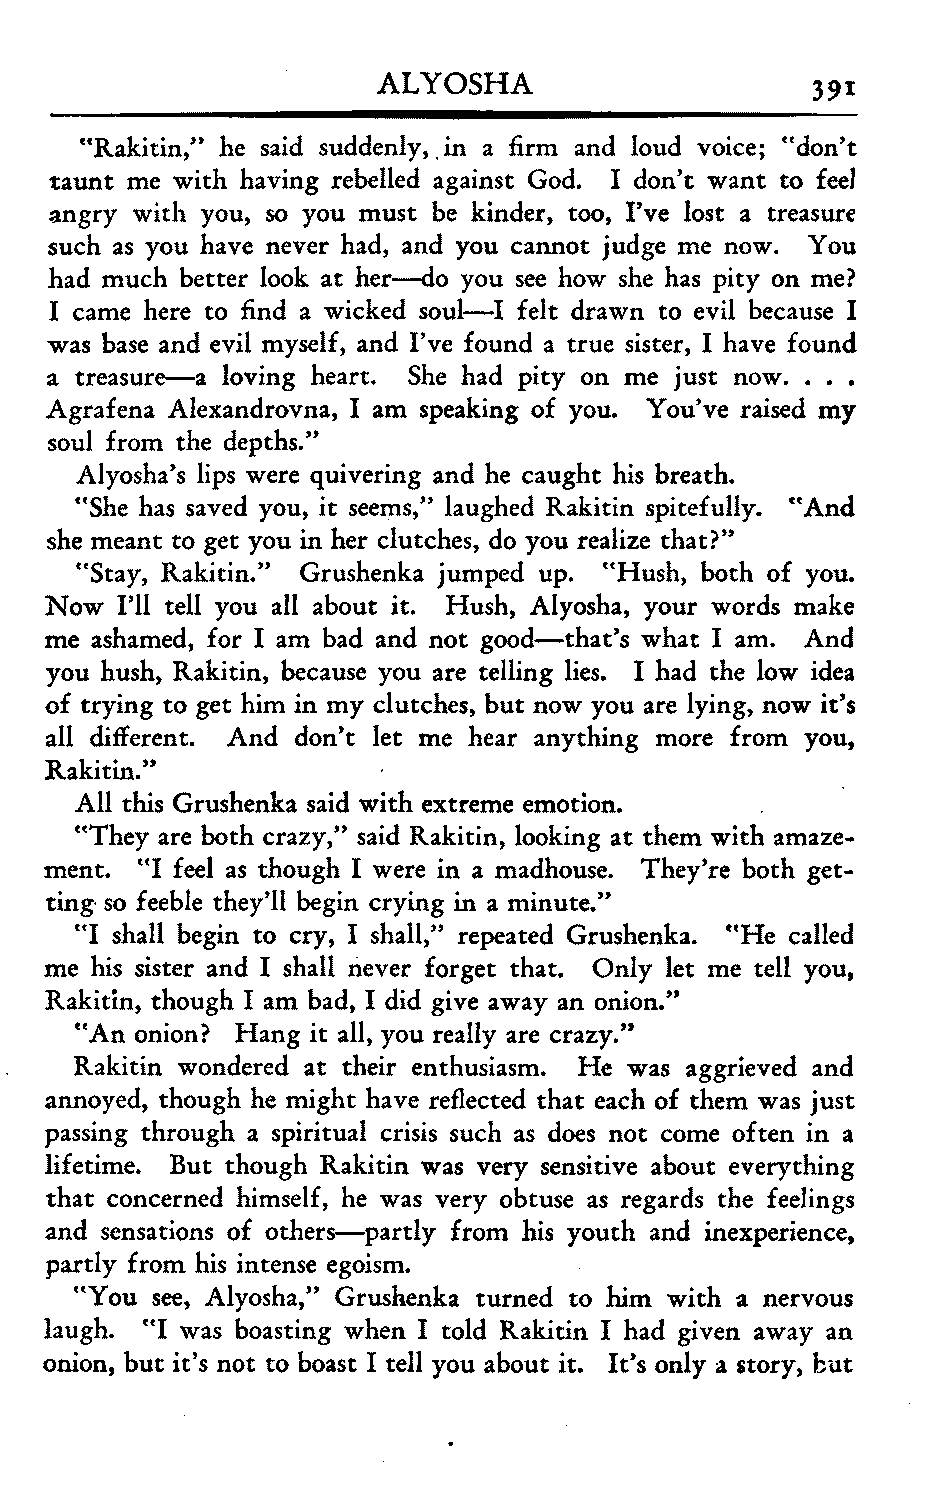 ALYOSHA 391
"Rakitin," he said suddenly, in a firm and loud voice; "don't
taunt me with having rebelled against God. I don't want to feel
angry with you, so you must be kinder, too, I've lost a treasure
such as you have never had, and you cannot judge me now. You
had much better look at her—do you see how she has pity on me?
I came here to find a wicked soul—I felt drawn to evil because I
was base and evil myself, and I've found a true sister, I have found
a treasure—a loving heart. She had pity on me just now. . . .
Agrafena Alexandrovna, I am speaking of you. You've raised my
soul from the depths."
Alyosha's lips were quivering and he caught his breath.
"She has saved you, it seems," laughed Rakitin spitefully. "And
she meant to get you in her clutches, do you realize that?"
"Stay, Rakitin." Grushenka jumped up. "Hush, both of you.
Now I'll tell you all about it. Hush, Alyosha, your words make
me ashamed, for I am bad and not good—that's what I am. And
you hush, Rakitin, because you are telling lies. I had the low idea
of trying to get him in my clutches, but now you are lying, now it's
all different. And don't let me hear anything more from you,
Rakitin."
All this Grushenka said with extreme emotion.
"They are both crazy," said Rakitin, looking at them with amaze-
ment. "I feel as though I were in a madhouse. They're both get-
ting so feeble they'll begin crying in a minute."
"I shall begin to cry, I shall," repeated Grushenka. "He called
me his sister and I shall never forget that. Only let me tell you,
Rakitin, though I am bad, I did give away an onion."
"An onion? Hang it all, you really are crazy."
Rakitin wondered at their enthusiasm. He was aggrieved and
annoyed, though he might have reflected that each of them was just
passing through a spiritual crisis such as does not come often in a
lifetime. But though Rakitin was very sensitive about everything
that concerned himself, he was very obtuse as regards the feelings
and sensations of others—partly from his youth and inexperience,
partly from his intense egoism.
"You see, Alyosha," Grushenka turned to him with a nervous
laugh. "I was boasting when I told Rakitin I had given away an
onion, but it's not to boast I tell you about it. It's only a story, but